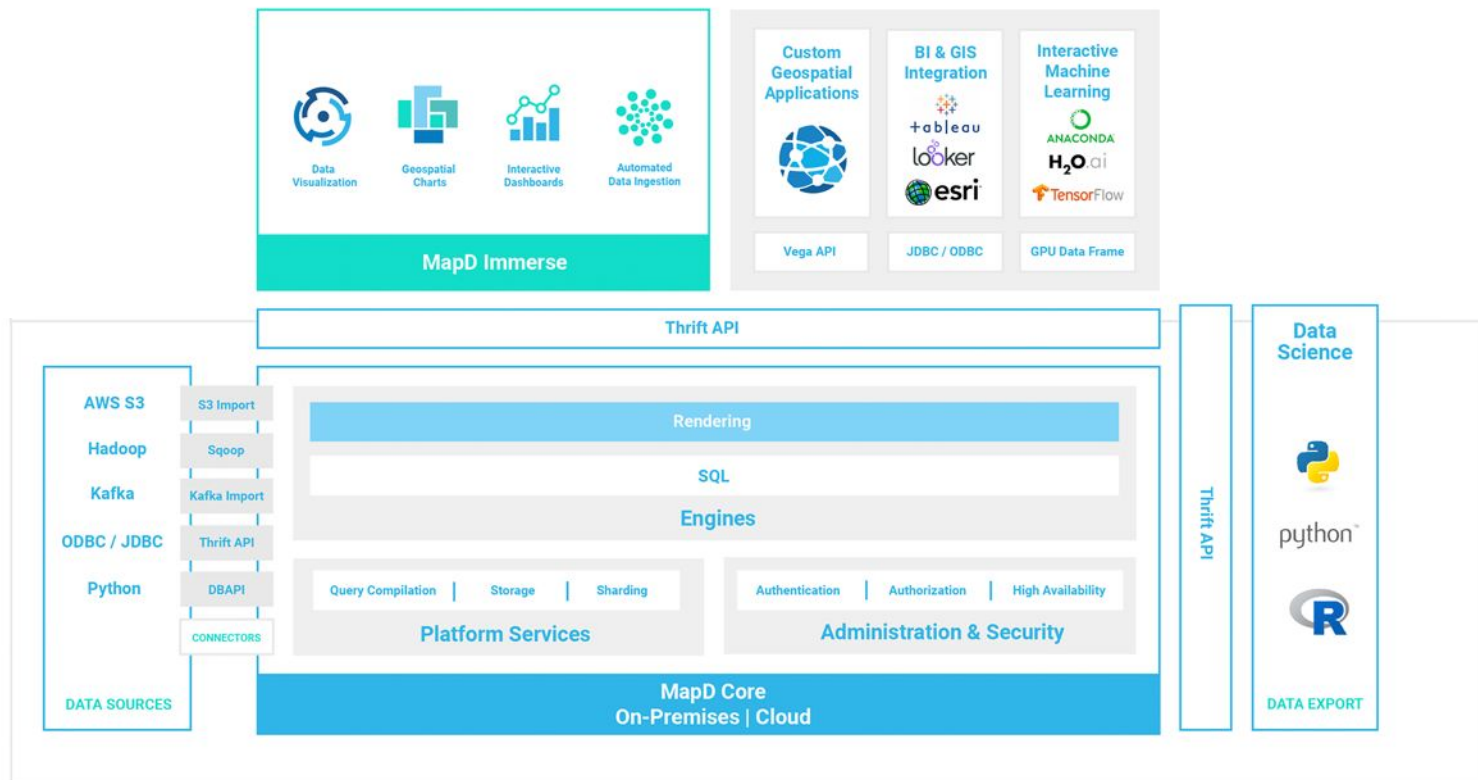 Data
Visualization
Geospatial
Charts
Interactive
Dashboards
Automated
Data Ingestion
MapD Immerse
Custom
Geospatial
Applications
Vega API
BI & GIS
Integration
+ableau
looker
esri
JDBC / ODBC
Interactive
Machine
Learning
ANACONDA
H2O.ai
TensorFlow
GPU Data Frame
Thrift API
AWS S3
S3 Import
Hadoop
Sqoop
Kafka
Kafka Import
ODBC / JDBC
Thrift API
Python
DBAPI
CONNECTORS
DATA SOURCES
Rendering
SQL
Engines
Query Compilation | Storage | Sharding
Platform Services
Authentication | Authorization | High Availability
Administration & Security
MapD Core
On-Premises | Cloud
Thrift API
Data
Science
python™
R
DATA EXPORT